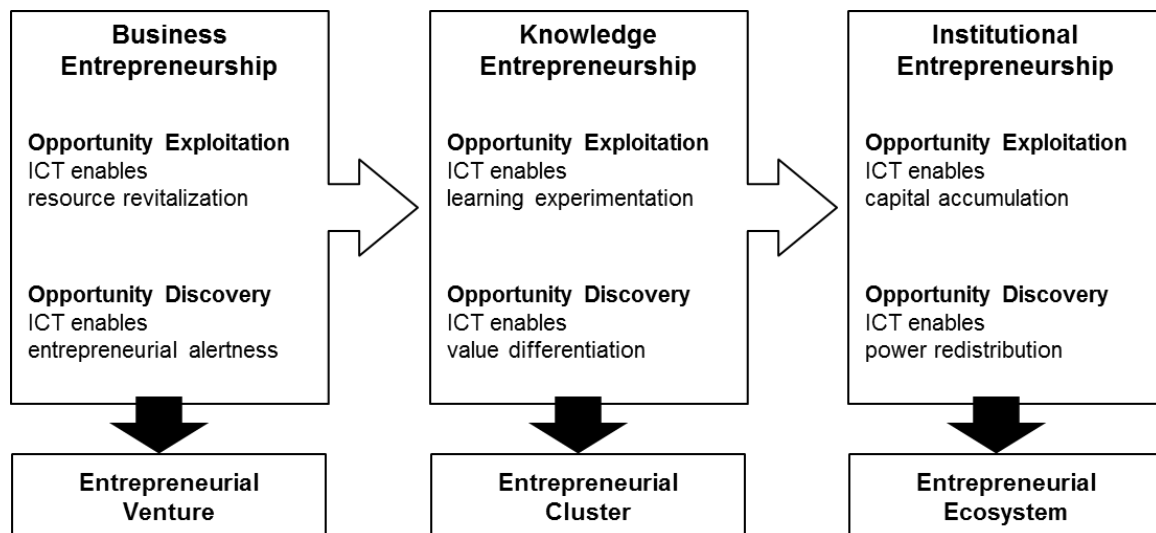 Business
Entrepreneurship
Opportunity Exploitation
ICT enables
resource revitalization
Opportunity Discovery
ICT enables
entrepreneurial alertness
Knowledge
Entrepreneurship
Opportunity Exploitation
ICT enables
learning experimentation
Opportunity Discovery
ICT enables
value differentiation
Institutional
Entrepreneurship
Opportunity Exploitation
ICT enables
capital accumulation
Opportunity Discovery
ICT enables
power redistribution
Entrepreneurial
Venture
Entrepreneurial
Cluster
Entrepreneurial
Ecosystem